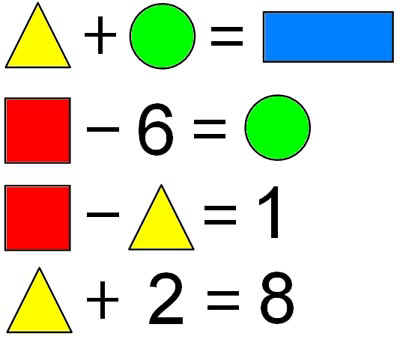 + =
− 6 =
− = 1
+ 2 = 8